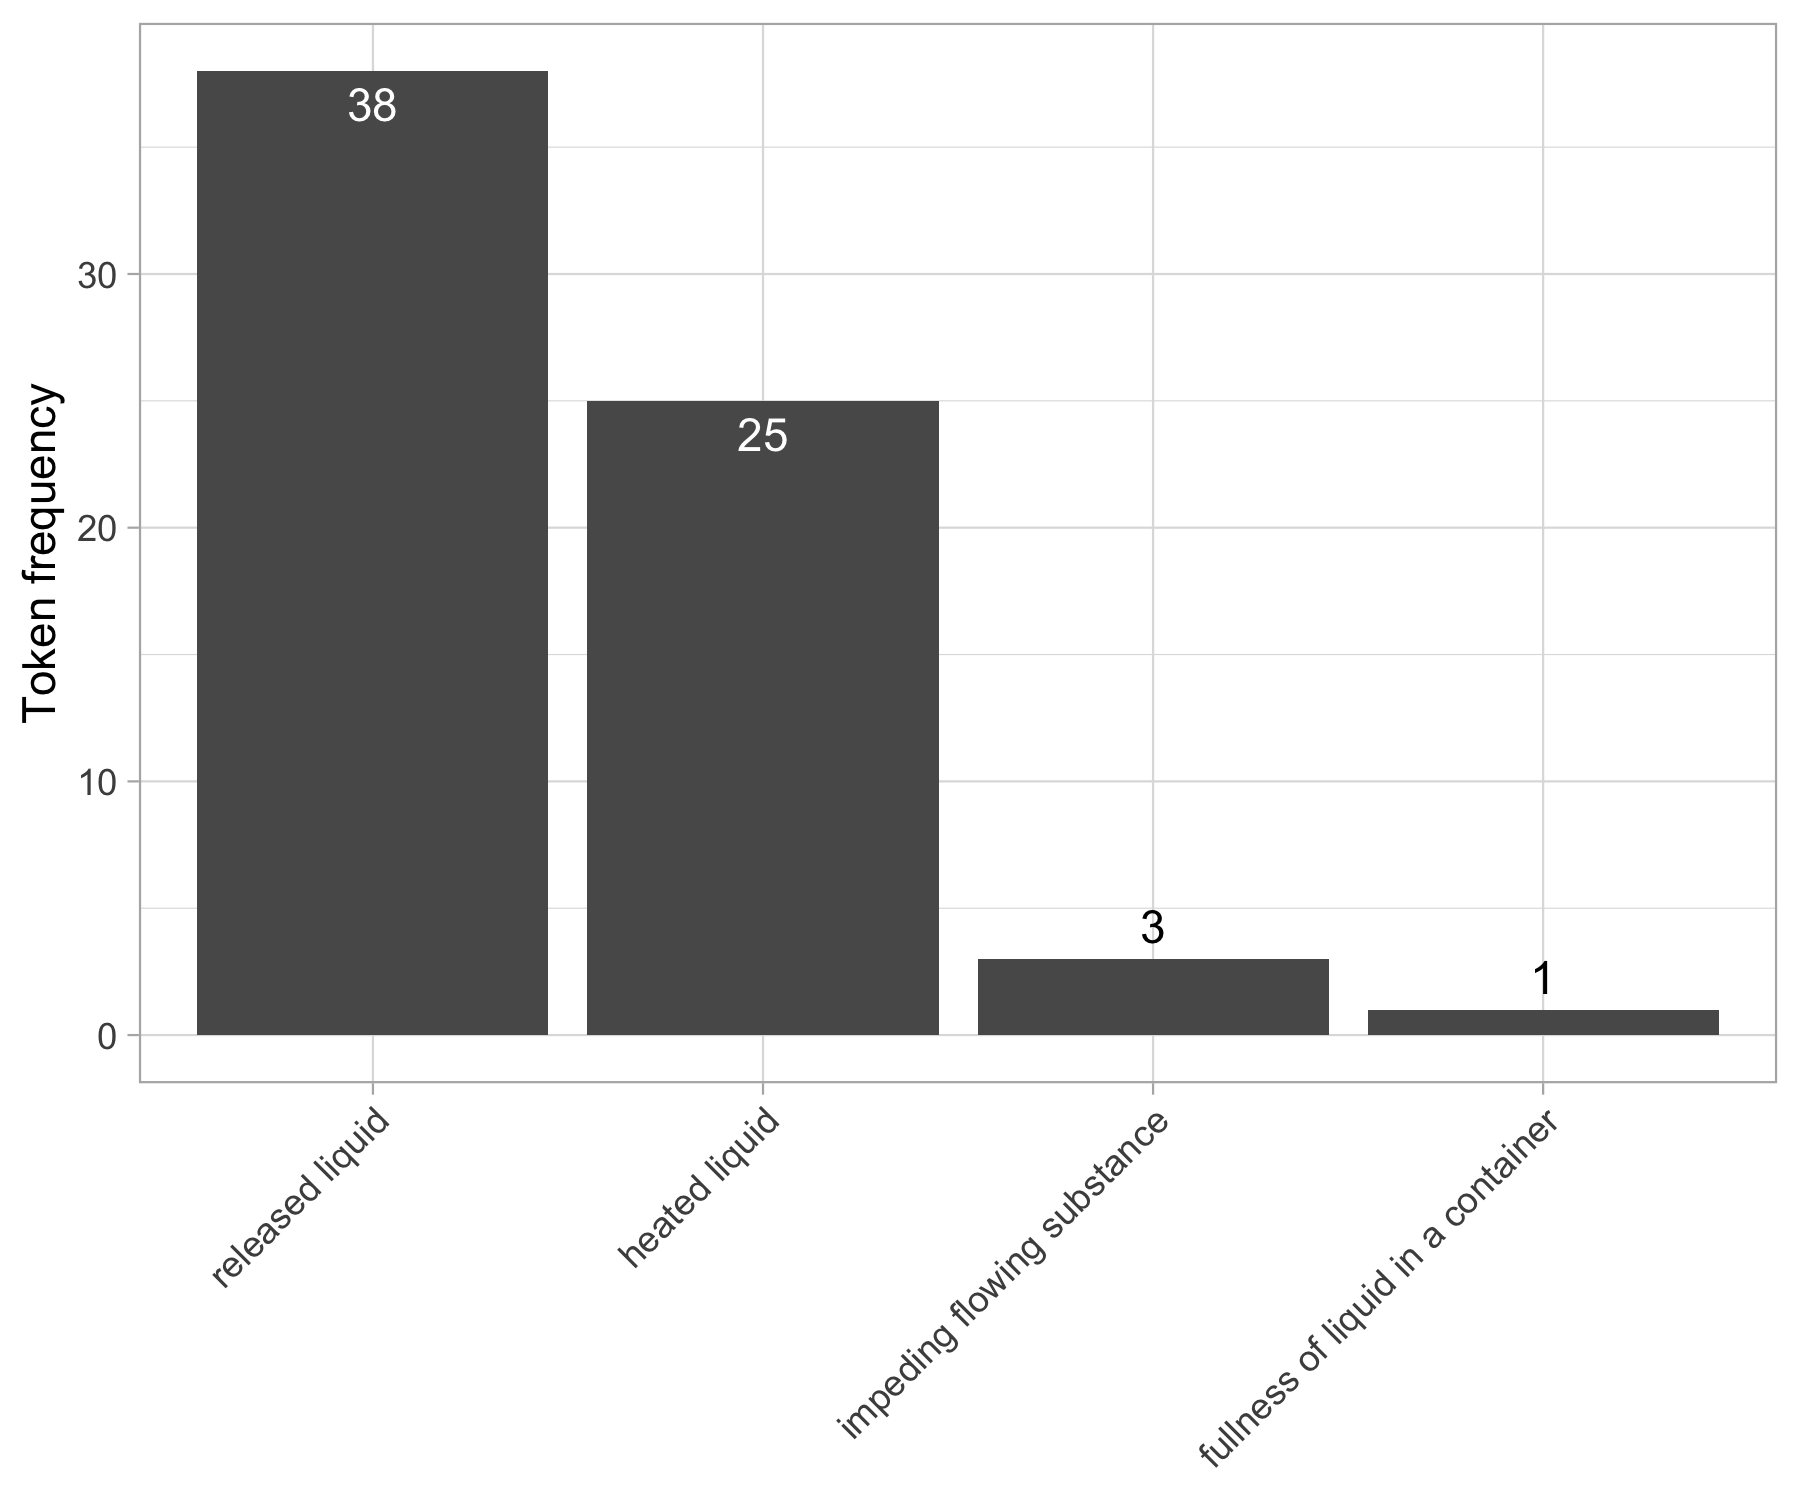 Token frequency
30
20
10
0
38
25
3
1
released liquid
heated liquid
impeding flowing substance
fullness of liquid in a container